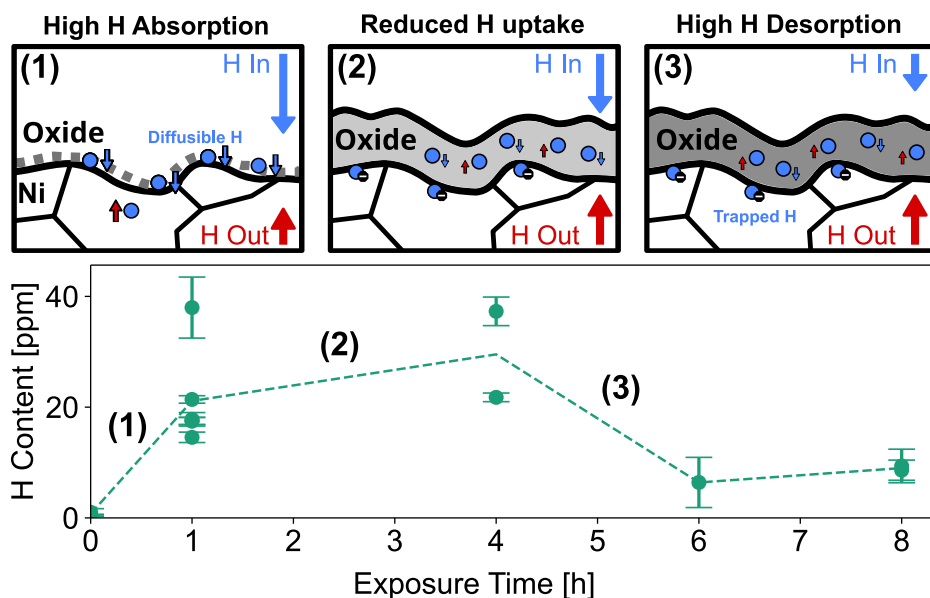 High H Absorption
Reduced H uptake
High H Desorption
(1)
H In
Oxide
Diffusible H
Ni
H Out
(2)
H In
Oxide
H Out
(3)
H In
Oxide
Trapped H
H Out
H Content [ppm]
40
20
0
(1)
(2)
(3)
0
1
2
3
4
5
6
7
8
Exposure Time [h]